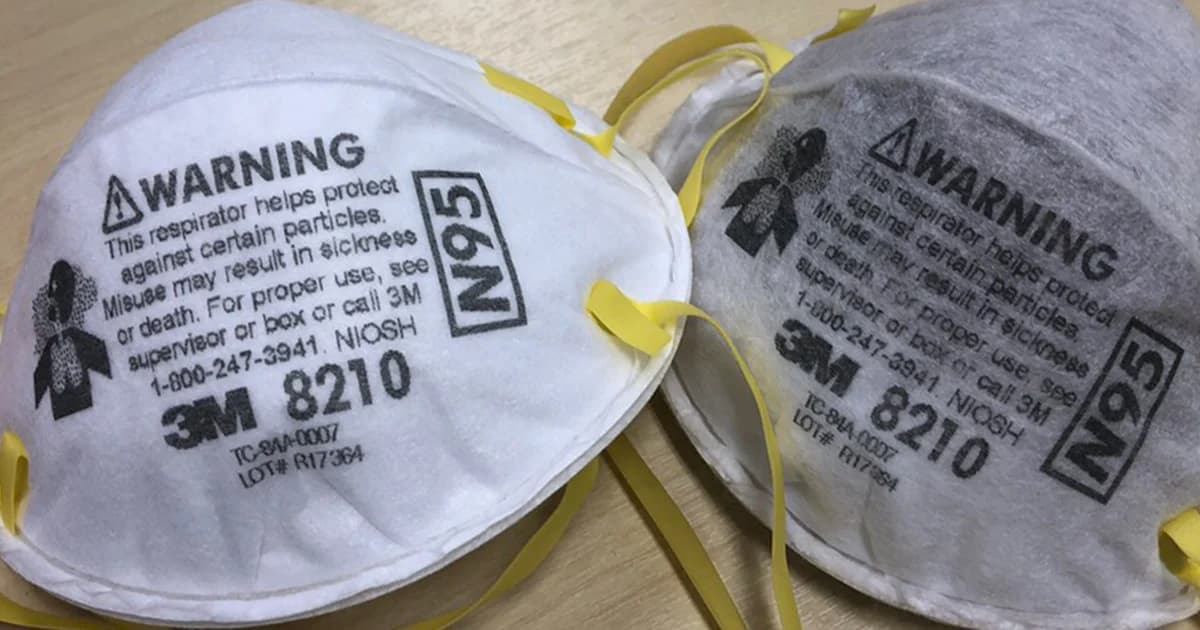 WARNING
This respirator helps protect
against certain particles.
Misuse may result in sickness
or death. For proper use, see
supervisor or box or call 3M
1-800-247-3941. NIOSH
3M 8210
TC-84A-0007
LOT# R17364
N95
WARNING
This respirator helps protect
against certain particles.
Misuse may result in sickness
or death. For proper use, see
supervisor or box or call 3M
1-800-247-3941. NIOSH
3M 8210
TC-84A-0007
LOT# R17364
N95